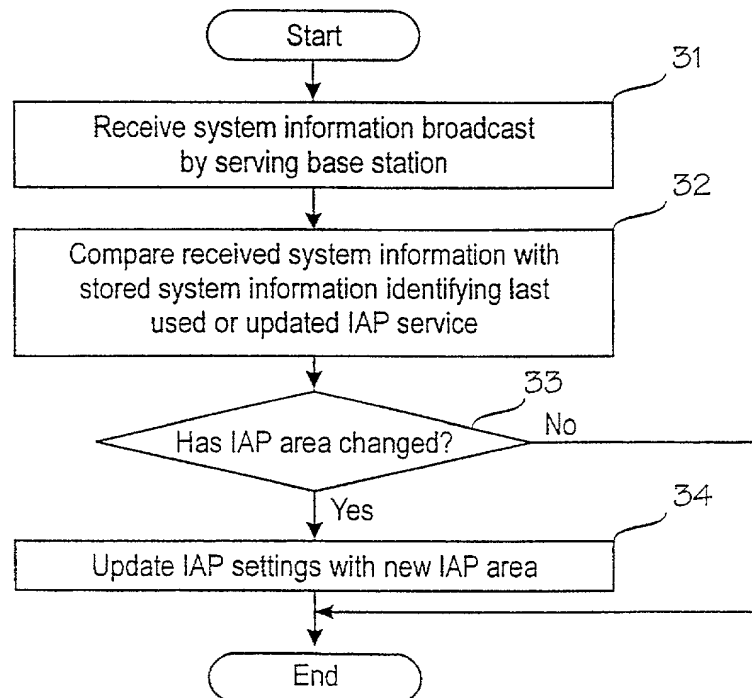 Start
31
Receive system information broadcast
by serving base station
32
Compare received system information with
stored system information identifying last
used or updated IAP service
33
Has IAP area changed?
No
Yes
34
Update IAP settings with new IAP area
End